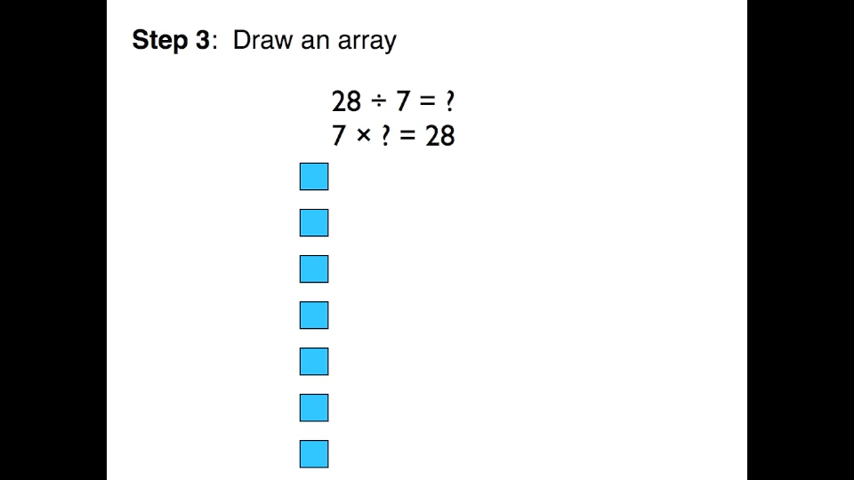 Step 3: Draw an array
28 ÷ 7 = ?
7 × ? = 28